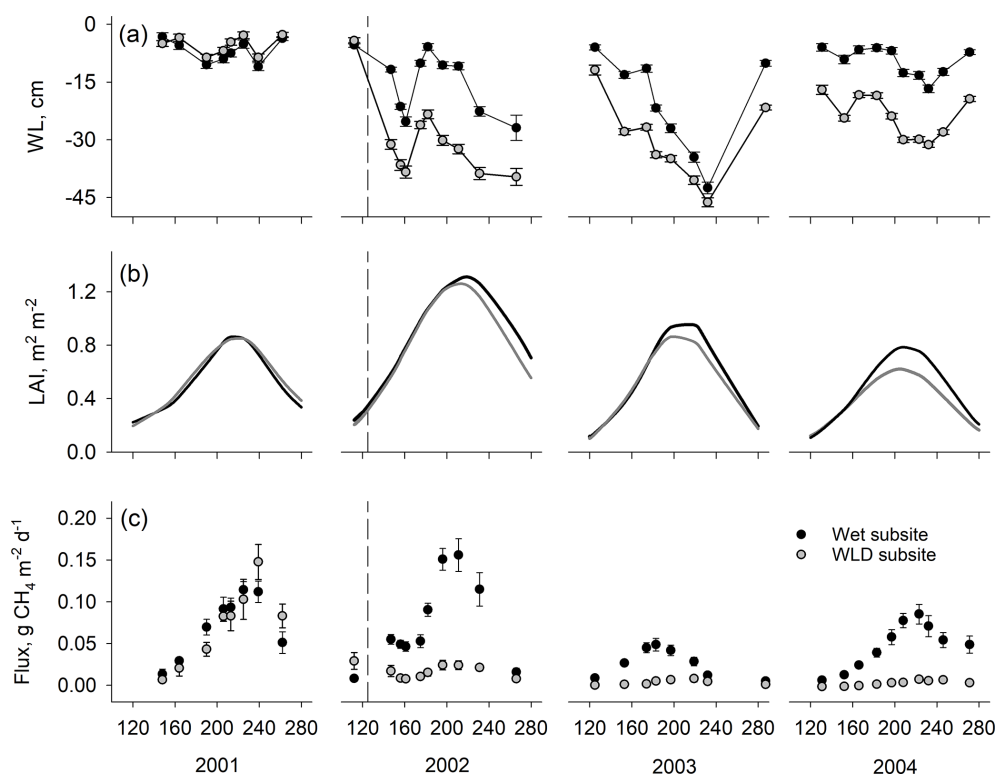 (a)
WL, cm
0
-15
-30
-45
(b)
LAI, m² m⁻²
1.2
0.8
0.4
0.0
(c)
Flux, g CH₄ m⁻² d⁻¹
0.20
0.15
0.10
0.05
0.00
Wet subsite
WLD subsite
120 160 200 240 280 120 160 200 240 280 120 160 200 240 280 120 160 200 240 280
2001 2002 2003 2004